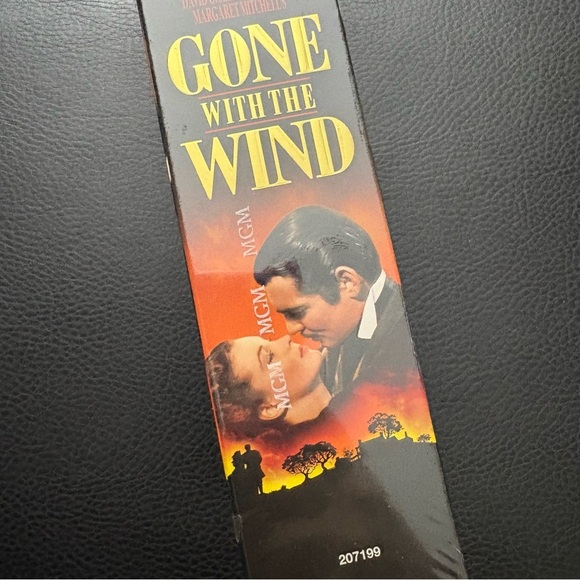 MARGARET MITCHELL'S
GONE
WITH THE
WIND
MGM
MGM
MGM
207199